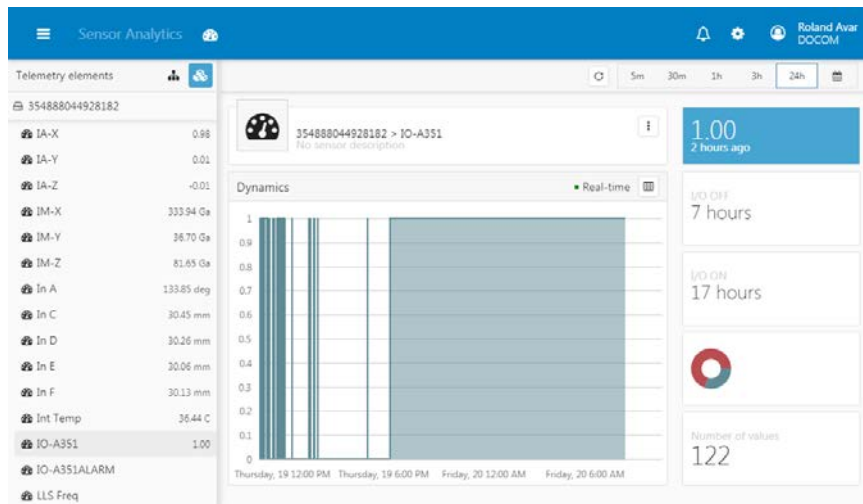 Sensor Analytics
Roland Avar
DOCOM
Telemetry elements
5m 30m 1h 3h 24h
354888044928182
IA-X 0.98
IA-Y 0.01
IA-Z -0.01
IM-X 333.94 Ga
IM-Y 36.70 Ga
IM-Z 81.65 Ga
In A 133.85 deg
In C 30.45 mm
In D 30.26 mm
In E 30.06 mm
In F 30.13 mm
Int Temp 36.44 C
IO-A351 1.00
IO-A351ALARM
LLS Freq
354888044928182 > IO-A351
No sensor description
Dynamics
Real-time
1
0.9
0.8
0.7
0.6
0.5
0.4
0.3
0.2
0.1
0
Thursday, 19 12:00 PM Thursday, 19 6:00 PM Friday, 20 12:00 AM Friday, 20 6:00 AM
1.00
2 hours ago
I/O OFF
7 hours
I/O ON
17 hours
Number of values
122